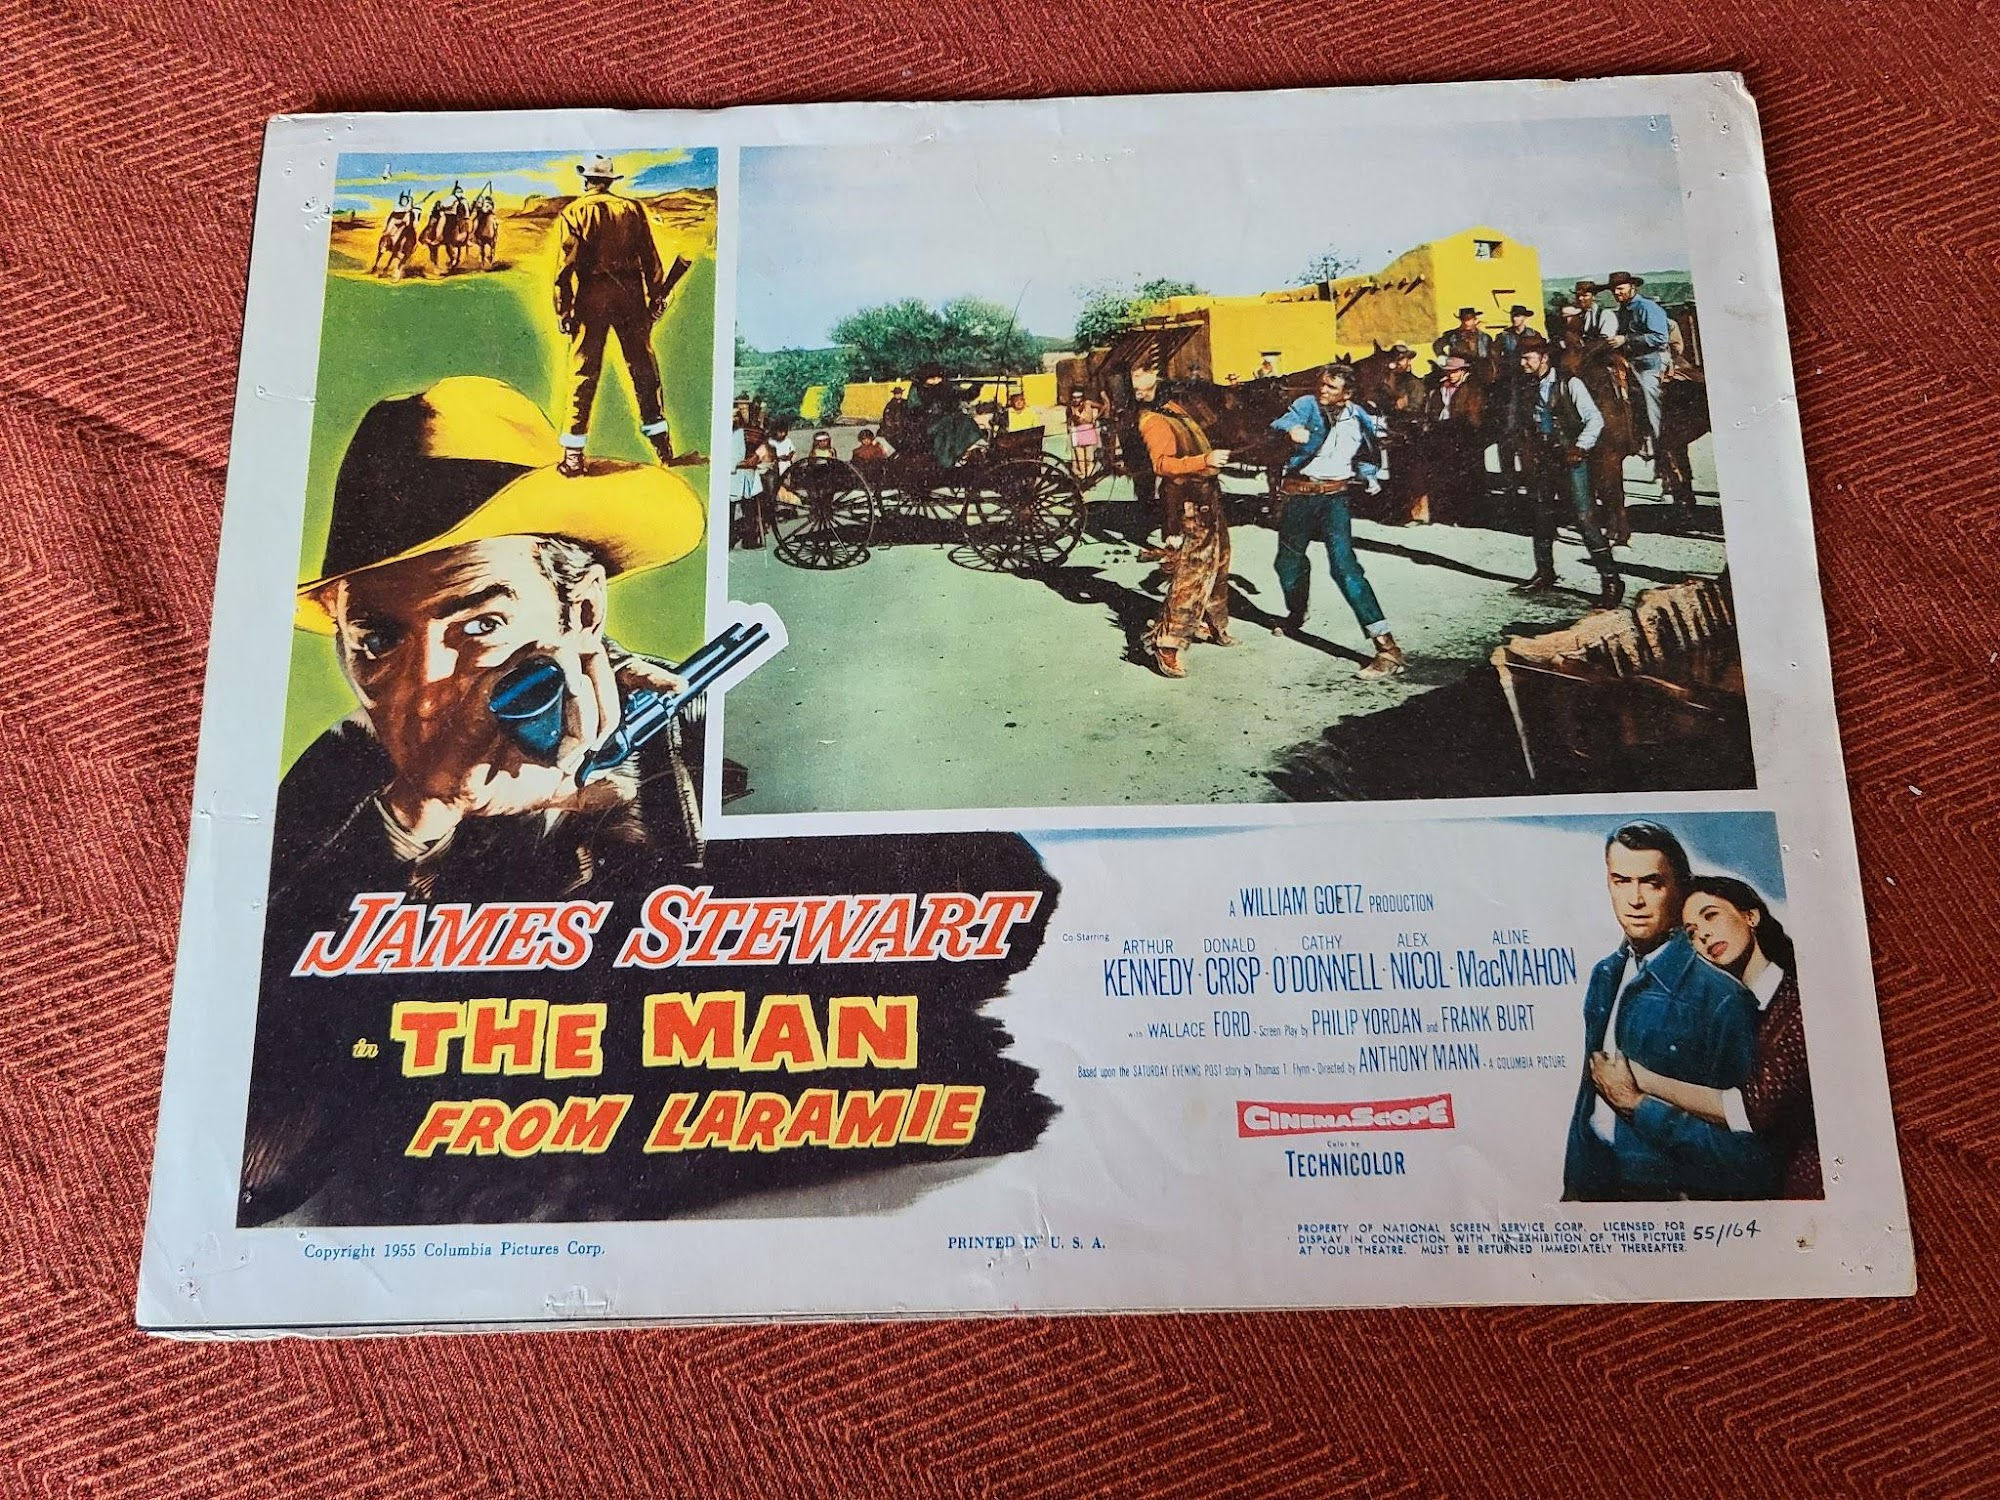 JAMES STEWART
in THE MAN
FROM LARAMIE
A WILLIAM GOETZ PRODUCTION
Co-Starring ARTHUR DONALD CATHY ALEX ALINE
KENNEDY · CRISP · O'DONNELL · NICOL · MacMAHON
with WALLACE FORD · Screen Play by PHILIP YORDAN and FRANK BURT
Based upon the SATURDAY EVENING POST story by Thomas T. Flynn · Directed by ANTHONY MANN · A COLUMBIA PICTURE
CINEMASCOPE
Color by
TECHNICOLOR
Copyright 1955 Columbia Pictures Corp.
PRINTED IN U. S. A.
PROPERTY OF NATIONAL SCREEN SERVICE CORP. LICENSED FOR
DISPLAY IN CONNECTION WITH THE EXHIBITION OF THIS PICTURE
AT YOUR THEATRE. MUST BE RETURNED IMMEDIATELY THEREAFTER.
55/164